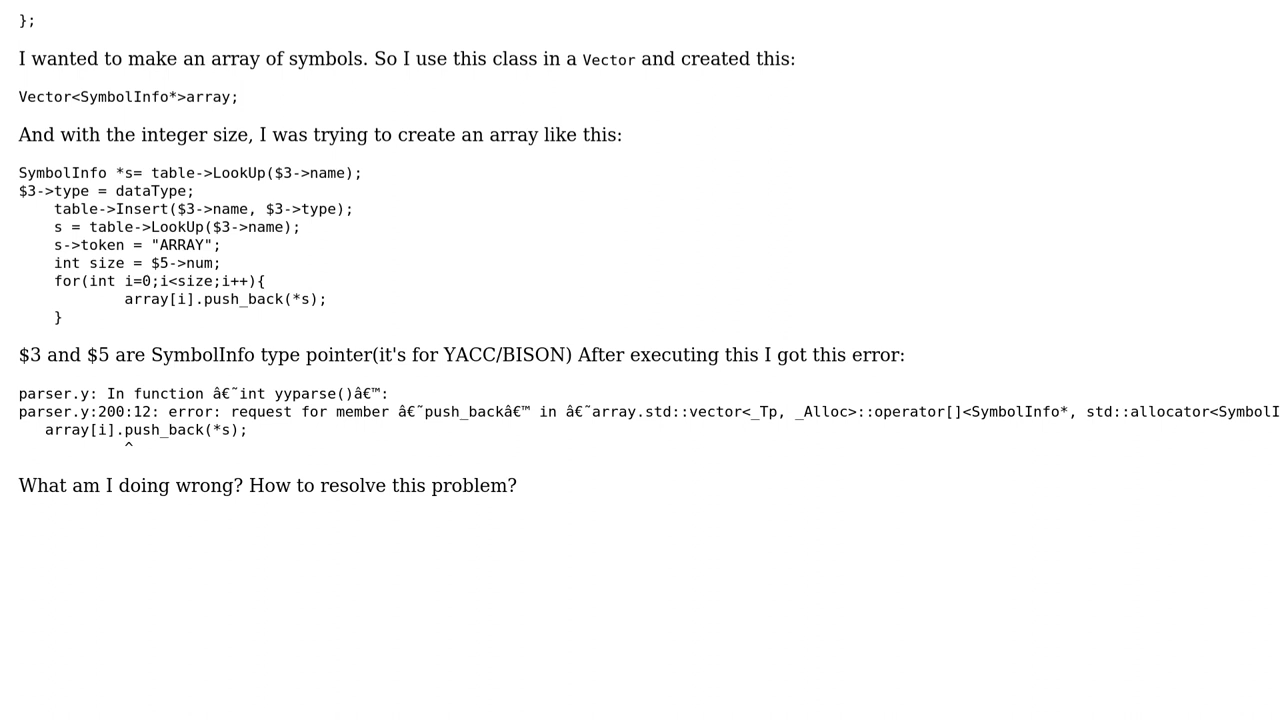 };
I wanted to make an array of symbols. So I use this class in a Vector and created this:
Vector<SymbolInfo*>array;
And with the integer size, I was trying to create an array like this:
SymbolInfo *s= table->LookUp($3->name);
$3->type = dataType;
    table->Insert($3->name, $3->type);
    s = table->LookUp($3->name);
    s->token = "ARRAY";
    int size = $5->num;
    for(int i=0;i<size;i++){
            array[i].push_back(*s);
    }
$3 and $5 are SymbolInfo type pointer(it's for YACC/BISON) After executing this I got this error:
parser.y: In function â€˜int yyparse()â€™:
parser.y:200:12: error: request for member â€˜push_backâ€™ in â€˜array.std::vector<_Tp, _Alloc>::operator[]<SymbolInfo*, std::allocator<SymbolI
   array[i].push_back(*s);
            ^
What am I doing wrong? How to resolve this problem?